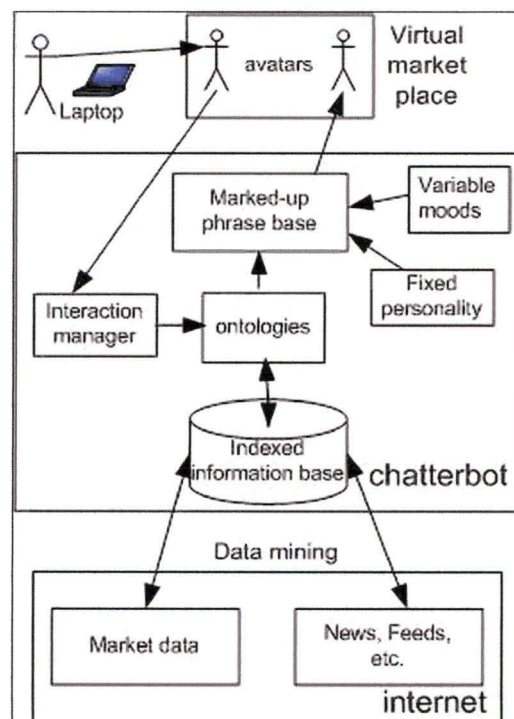 Virtual
market
place
avatars
Laptop
Marked-up
phrase base
Variable
moods
Fixed
personality
Interaction
manager
ontologies
Indexed
information base
chatterbot
Data mining
Market data
News, Feeds,
etc.
internet